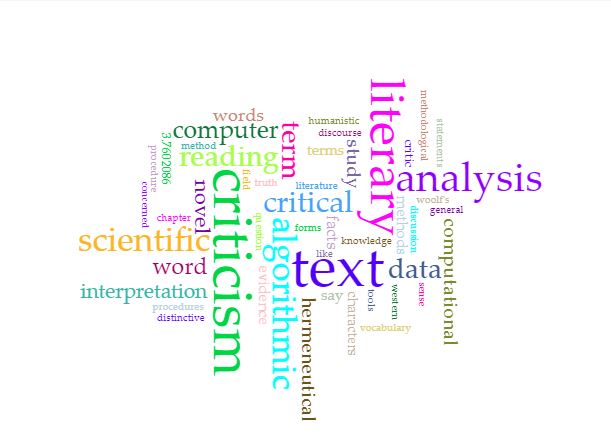 words
computer
method
reading
term
humanistic
discourse
terms
study
literary
methodological
statements
critic
analysis
3.7602086
procedure
concerned
novel
field
truth
literature
critical
woolf's
general
methods
discussion
chapter
criticism
question
algorithmic
forms
facts
knowledge
like
scientific
word
text
data
computational
interpretation
evidence
say
characters
tools
western
sense
procedures
distinctive
hermeneutical
vocabulary